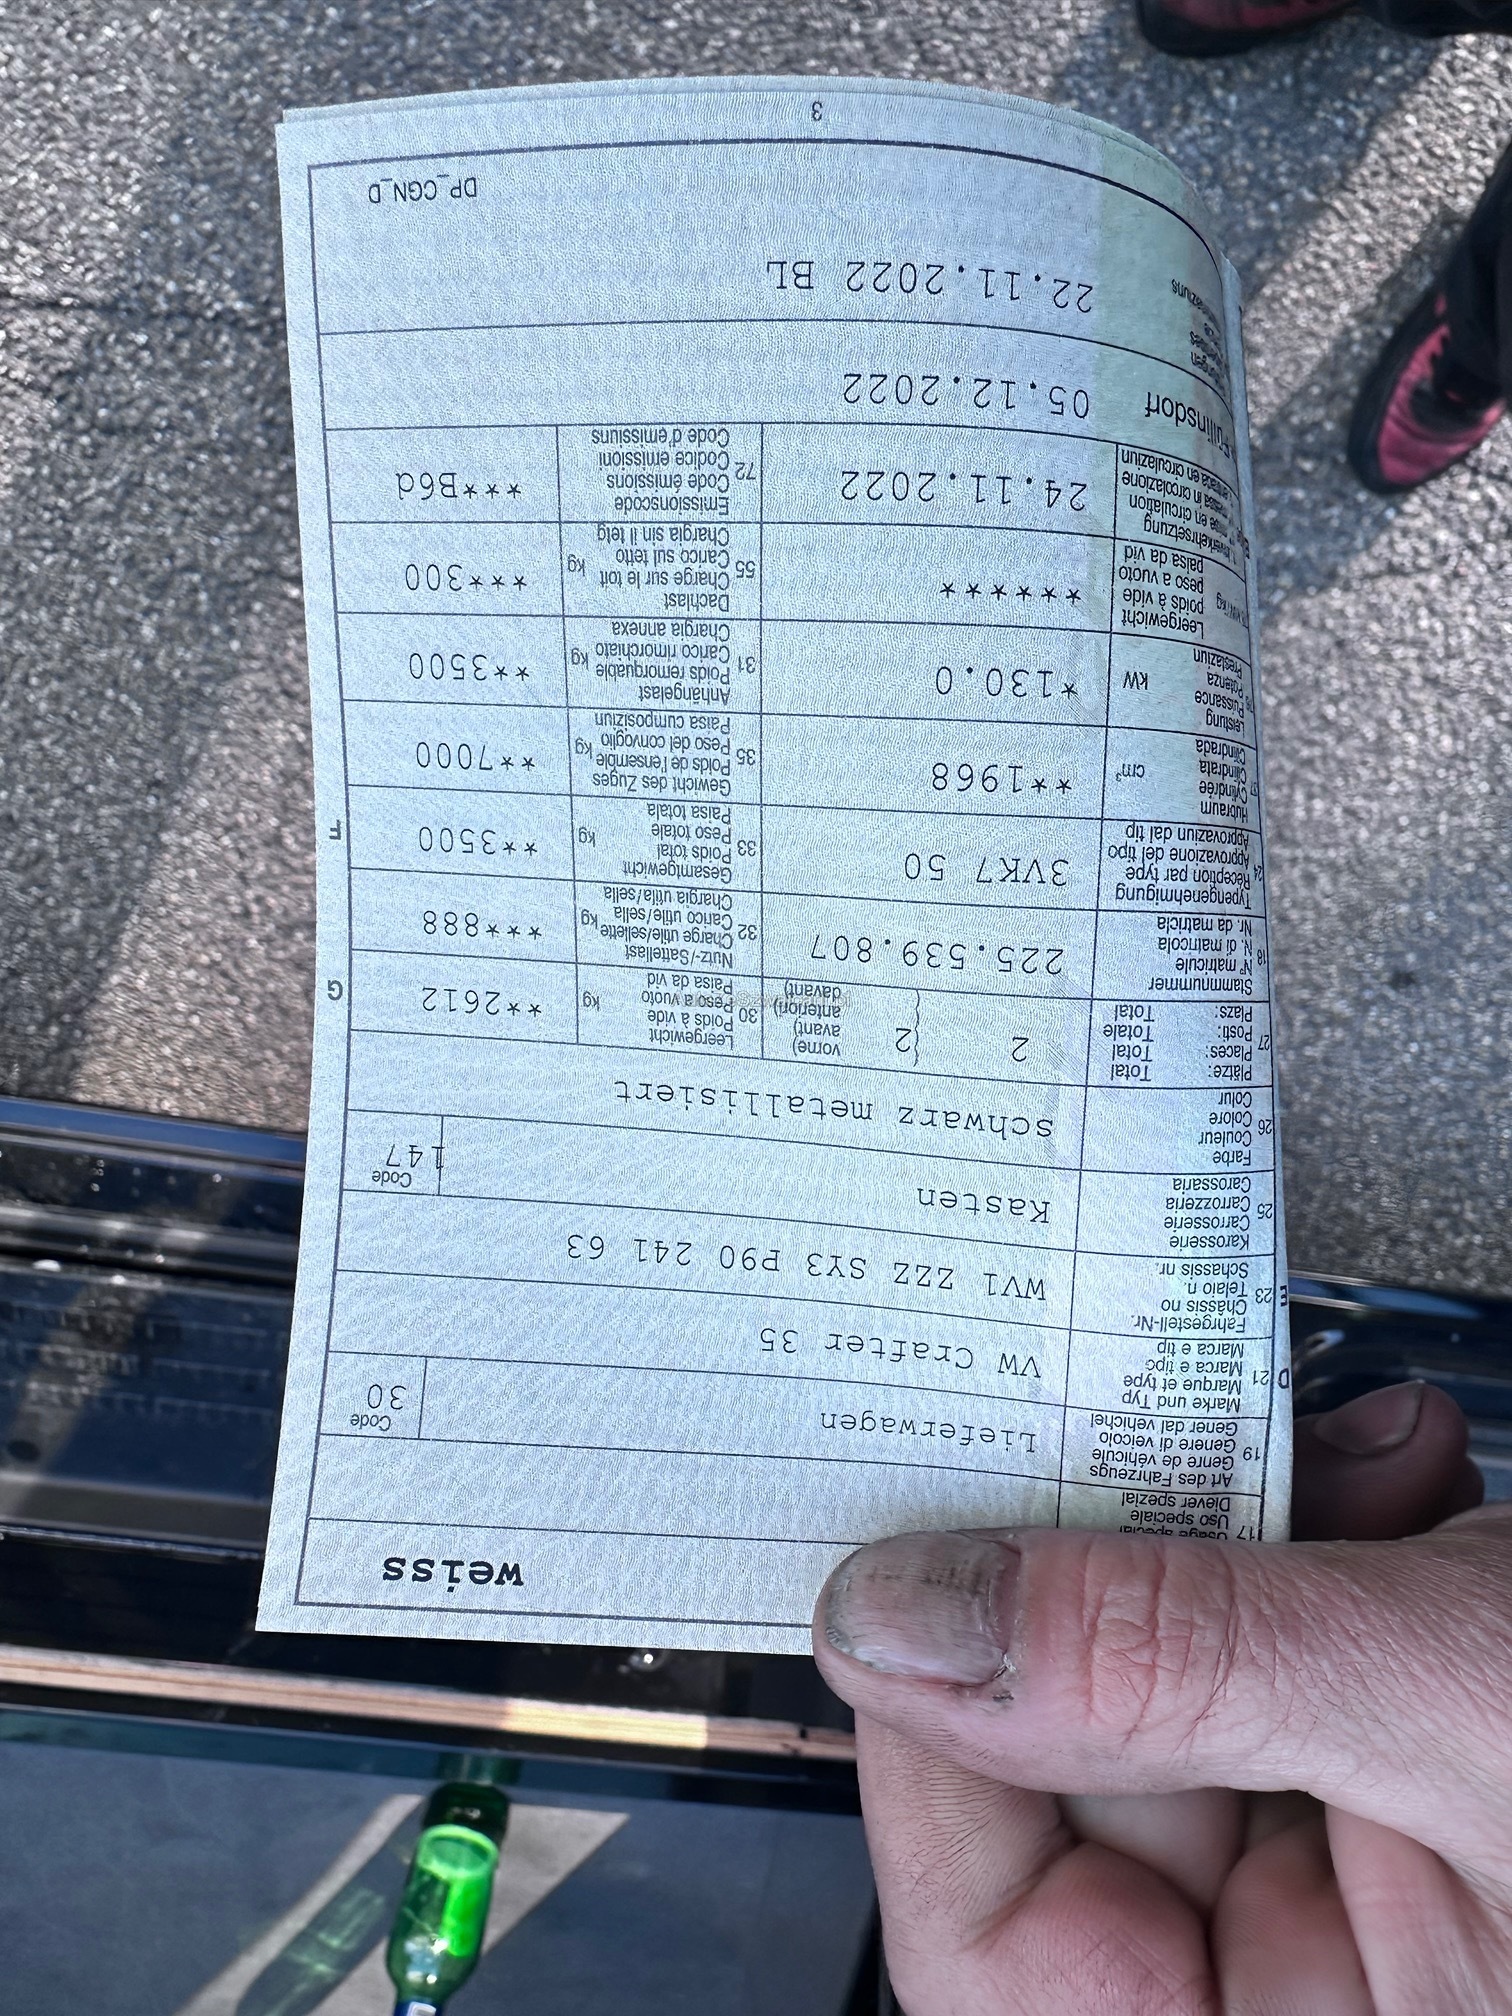 weiss
17
Usage spécial
Uso speciale
Diever spezial
Art des Fahrzeugs
19 Genre de véhicule
Genere di veicolo
Gener dal vehichel
Lieferwagen
Code
30
D
21
Marke und Typ
Marque et type
Marca e tipo
Marca e tip
VW Crafter 35
E
23
Fahrgestell-Nr.
Châssis no
Telaio n.
Schassis nr.
WV1 ZZZ SY3 P90 241 63
25
Karosserie
Carrosserie
Carrozzeria
Carossaria
Kasten
Code
147
26
Farbe
Couleur
Colore
Colur
schwarz metallisiert
27
Plätze: Total
Places: Total
Posti: Totale
Plazs: Total
2
vorne)
avant)
anteriori)
davant)
2
G
30
Leergewicht
Poids à vide
Peso a vuoto
Paisa da vid
kg
**2612
18
Stammnummer
N° matricule
N. di matricola
Nr. da matricla
225.539.807
32
Nutz-/Sattellast
Charge utile/sellette
Carico utile/sella
Chargia utila/sella
kg
***888
24
Typengenehmigung
Réception par type
Approvazione del tipo
Approvaziun dal tip
3VK7 50
F
33
Gesamtgewicht
Poids total
Peso totale
Paisa totala
kg
**3500
37
Hubraum
Cylindrée
Cilindrata
Cilindrada
cm³
**1968
35
Gewicht des Zuges
Poids de l'ensemble
Peso del convoglio
Paisa cumposiziun
kg
**7000
76
Leistung
Puissance
Potenza
Prestaziun
kW
*130.0
31
Anhängelast
Poids remorquable
Carico rimorchiato
Chargia annexa
kg
**3500
Leergewicht
poids à vide
peso a vuoto
paisa da vid
******
55
Dachlast
Charge sur le toit
Carico sul tetto
Chargia sin il tetg
kg
***300
en circulation
in circolazione
en circulaziun
24.11.2022
72
Emissionscode
Code émissions
Codice emissioni
Code d'emissiuns
***B6d
Füllinsdorf
05.12.2022
22.11.2022 BL
DP_CGN_D
3